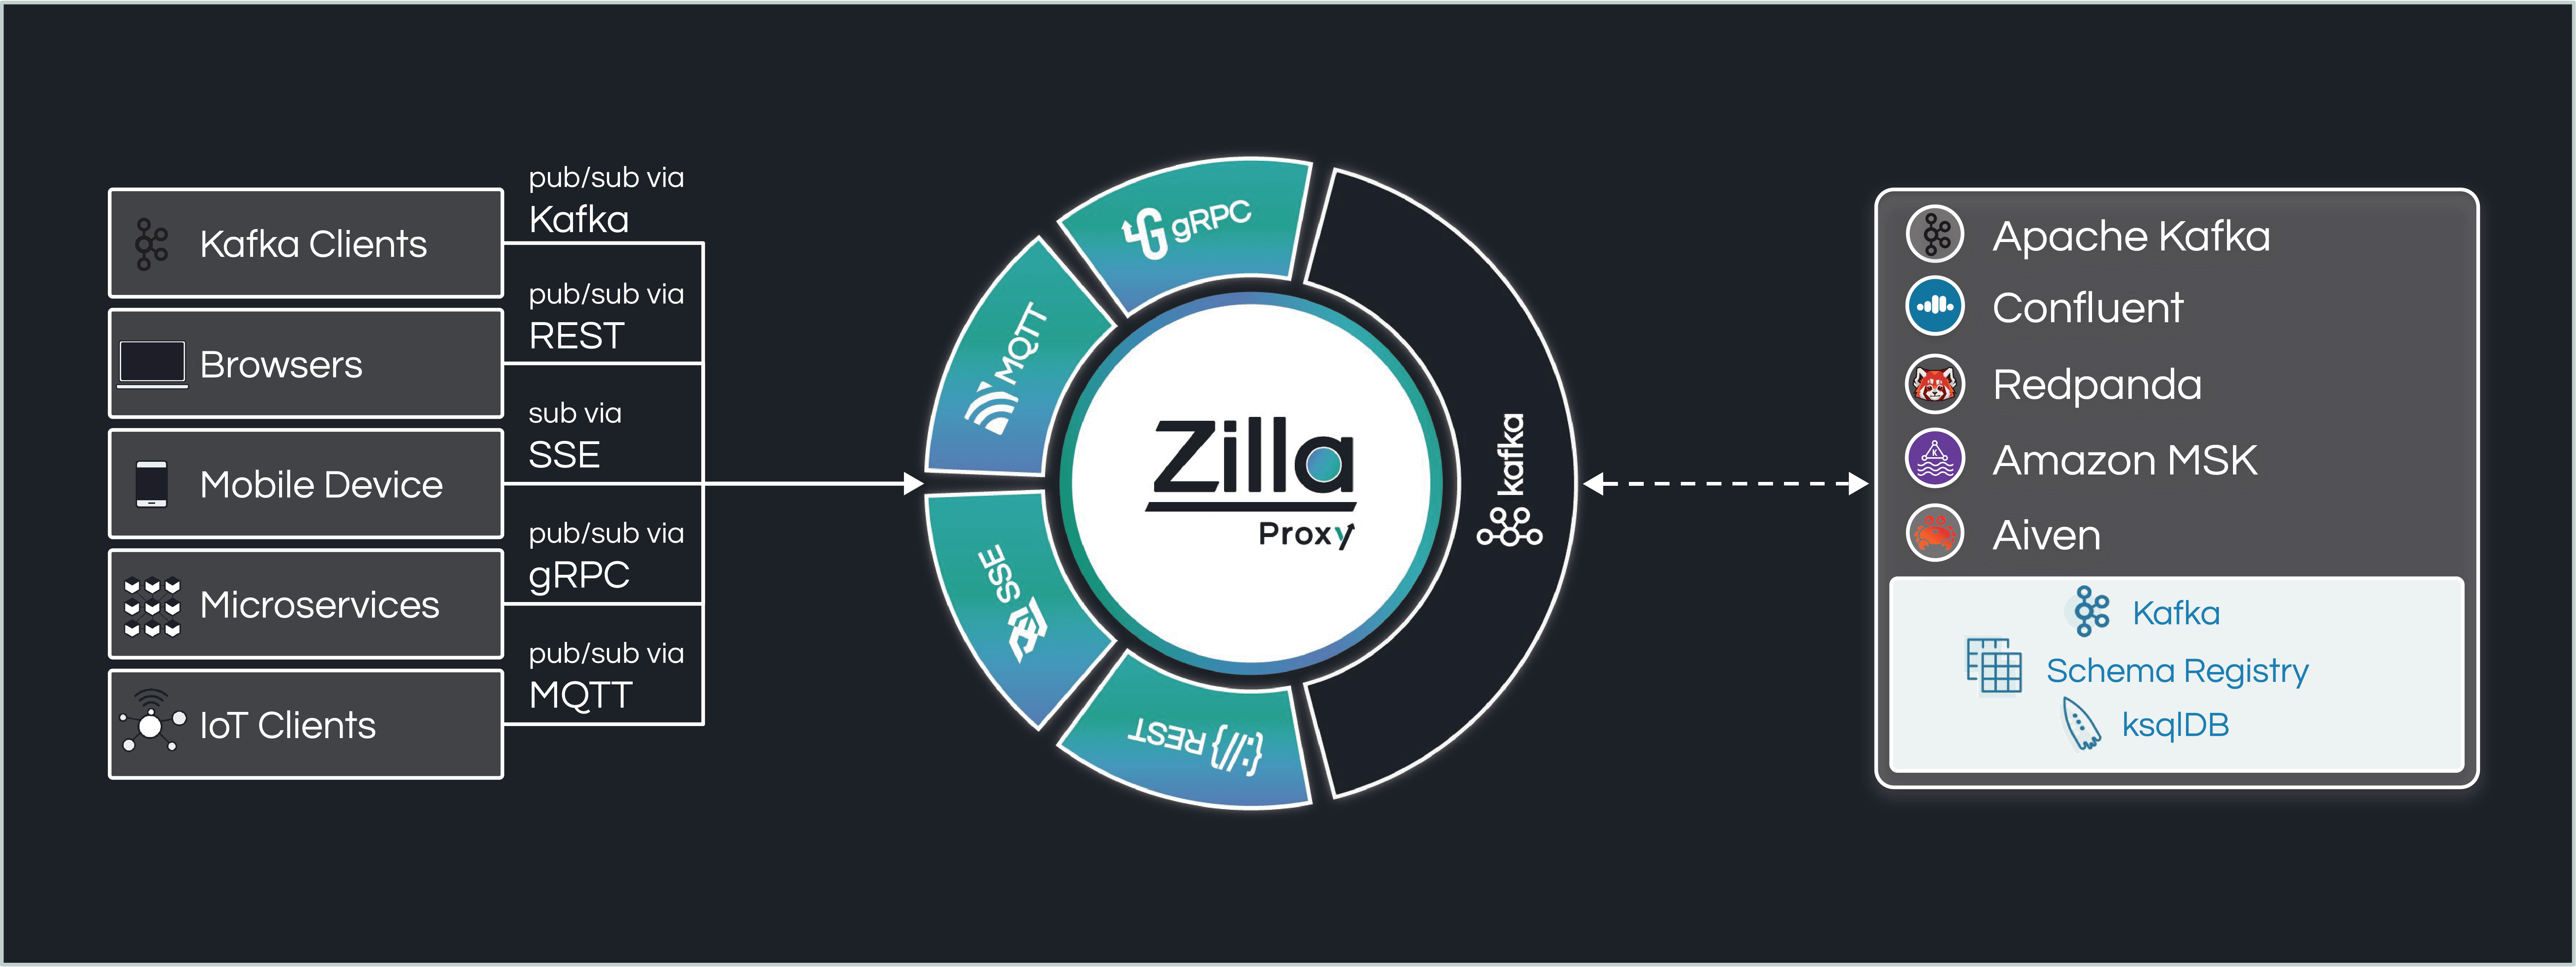 Kafka Clients
Browsers
Mobile Device
Microservices
IoT Clients
pub/sub via
Kafka
pub/sub via
REST
sub via
SSE
pub/sub via
gRPC
pub/sub via
MQTT
gRPC
MQTT
SSE
REST {://}
Zilla
Proxy
kafka
Apache Kafka
Confluent
Redpanda
Amazon MSK
K
Aiven
Kafka
Schema Registry
ksqlDB